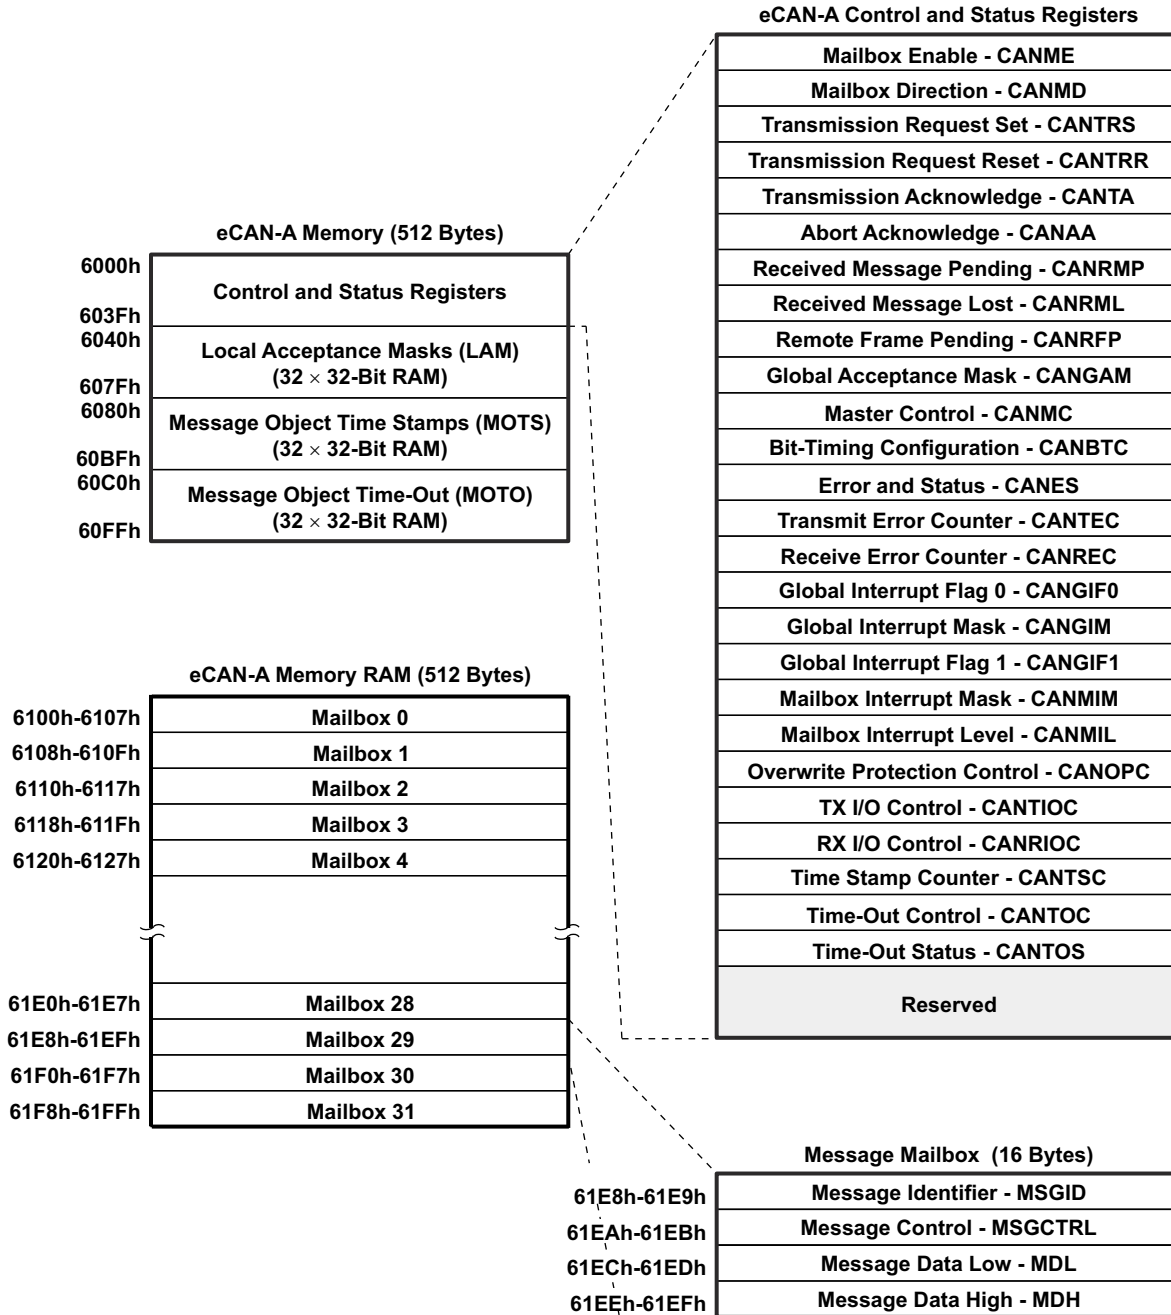 eCAN-A Control and Status Registers
Mailbox Enable - CANME
Mailbox Direction - CANMD
Transmission Request Set - CANTRS
Transmission Request Reset - CANTRR
Transmission Acknowledge - CANTA
Abort Acknowledge - CANAA
Received Message Pending - CANRMP
Received Message Lost - CANRML
Remote Frame Pending - CANRFP
Global Acceptance Mask - CANGAM
Master Control - CANMC
Bit-Timing Configuration - CANBTC
Error and Status - CANES
Transmit Error Counter - CANTEC
Receive Error Counter - CANREC
Global Interrupt Flag 0 - CANGIF0
Global Interrupt Mask - CANGIM
Global Interrupt Flag 1 - CANGIF1
Mailbox Interrupt Mask - CANMIM
Mailbox Interrupt Level - CANMIL
Overwrite Protection Control - CANOPC
TX I/O Control - CANTIOC
RX I/O Control - CANRIOC
Time Stamp Counter - CANTSC
Time-Out Control - CANTOC
Time-Out Status - CANTOS
Reserved
eCAN-A Memory (512 Bytes)
6000h
Control and Status Registers
603Fh
6040h
Local Acceptance Masks (LAM)
(32 × 32-Bit RAM)
607Fh
6080h
Message Object Time Stamps (MOTS)
(32 × 32-Bit RAM)
60BFh
60C0h
Message Object Time-Out (MOTO)
(32 × 32-Bit RAM)
60FFh
eCAN-A Memory RAM (512 Bytes)
6100h-6107h Mailbox 0
6108h-610Fh Mailbox 1
6110h-6117h Mailbox 2
6118h-611Fh Mailbox 3
6120h-6127h Mailbox 4
61E0h-61E7h Mailbox 28
61E8h-61EFh Mailbox 29
61F0h-61F7h Mailbox 30
61F8h-61FFh Mailbox 31
Message Mailbox (16 Bytes)
61E8h-61E9h Message Identifier - MSGID
61EAh-61EBh Message Control - MSGCTRL
61ECh-61EDh Message Data Low - MDL
61EEh-61EFh Message Data High - MDH